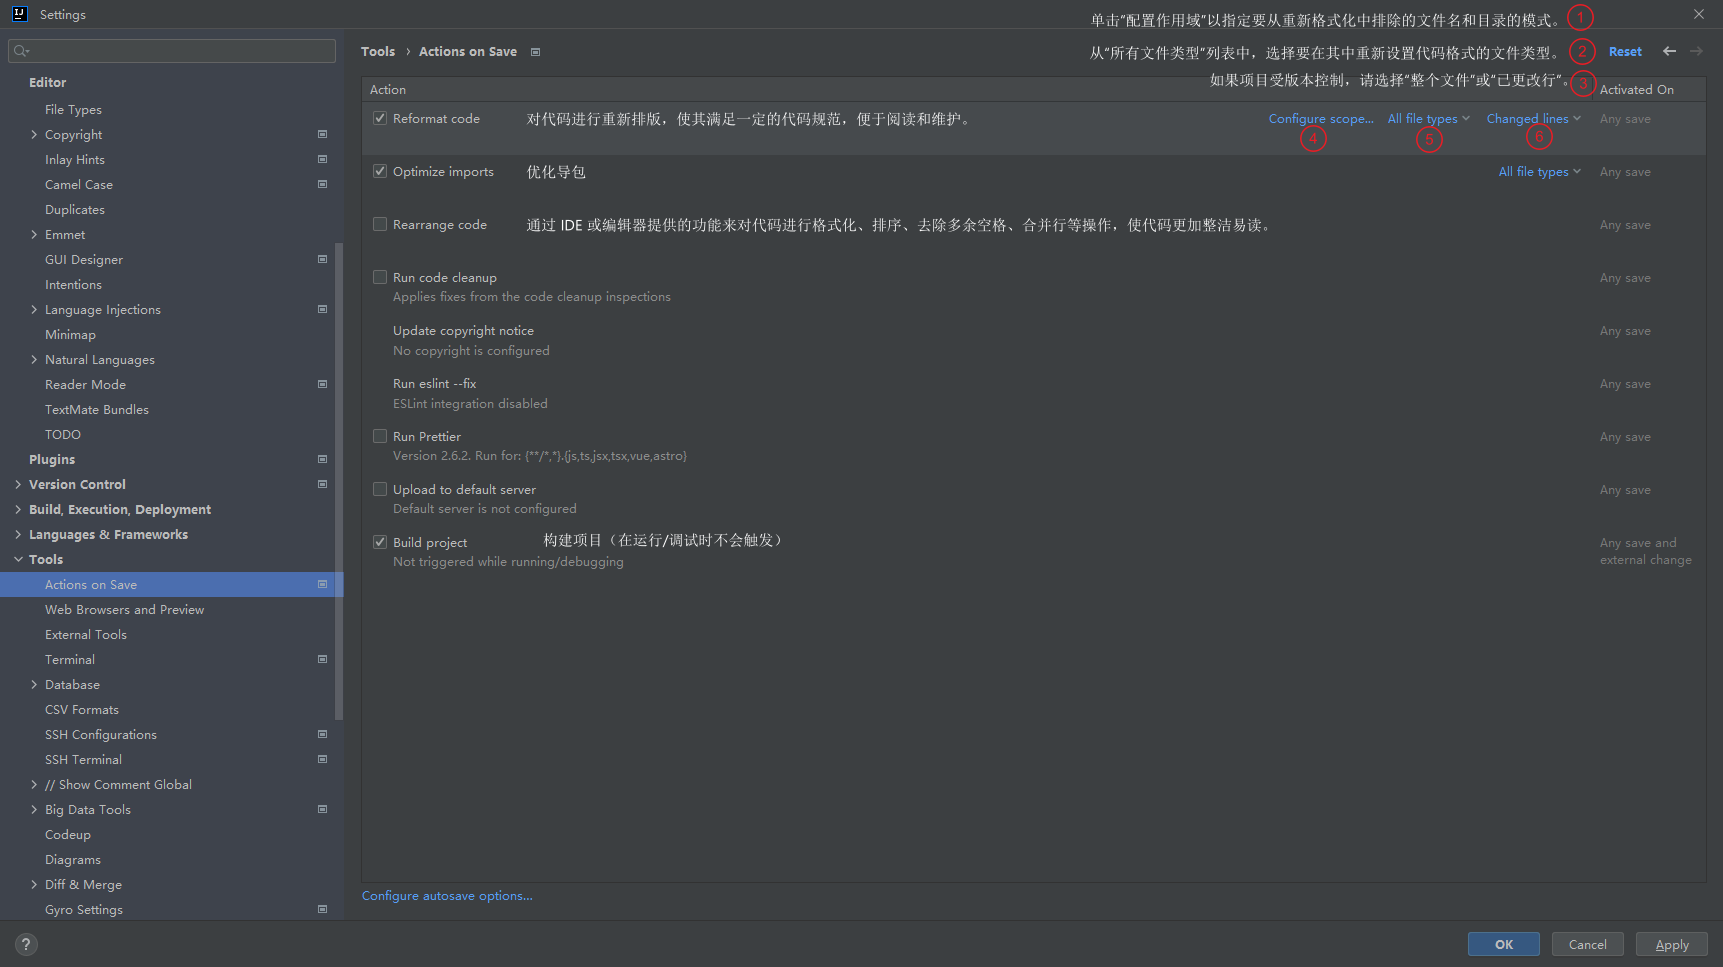 Settings
单击“配置作用域”以指定要从重新格式化中排除的文件名和目录的模式。 1
Tools › Actions on Save
从“所有文件类型”列表中，选择要在其中重新设置代码格式的文件类型。 2
Reset
如果项目受版本控制，请选择“整个文件”或“已更改行”。 3
Editor
File Types
Copyright
Inlay Hints
Camel Case
Duplicates
Emmet
GUI Designer
Intentions
Language Injections
Minimap
Natural Languages
Reader Mode
TextMate Bundles
TODO
Plugins
Version Control
Build, Execution, Deployment
Languages & Frameworks
Tools
Actions on Save
Web Browsers and Preview
External Tools
Terminal
Database
CSV Formats
SSH Configurations
SSH Terminal
// Show Comment Global
Big Data Tools
Codeup
Diagrams
Diff & Merge
Gyro Settings
Action Activated On
Reformat code 对代码进行重新排版，使其满足一定的代码规范，便于阅读和维护。 Configure scope... All file types Changed lines Any save
4 5 6
Optimize imports 优化导包 All file types Any save
Rearrange code 通过 IDE 或编辑器提供的功能来对代码进行格式化、排序、去除多余空格、合并行等操作，使代码更加整洁易读。 Any save
Run code cleanup Any save
Applies fixes from the code cleanup inspections
Update copyright notice Any save
No copyright is configured
Run eslint --fix Any save
ESLint integration disabled
Run Prettier Any save
Version 2.6.2. Run for: {**/*,*}.{js,ts,jsx,tsx,vue,astro}
Upload to default server Any save
Default server is not configured
Build project 构建项目（在运行/调试时不会触发） Any save and
Not triggered while running/debugging external change
Configure autosave options...
? OK Cancel Apply